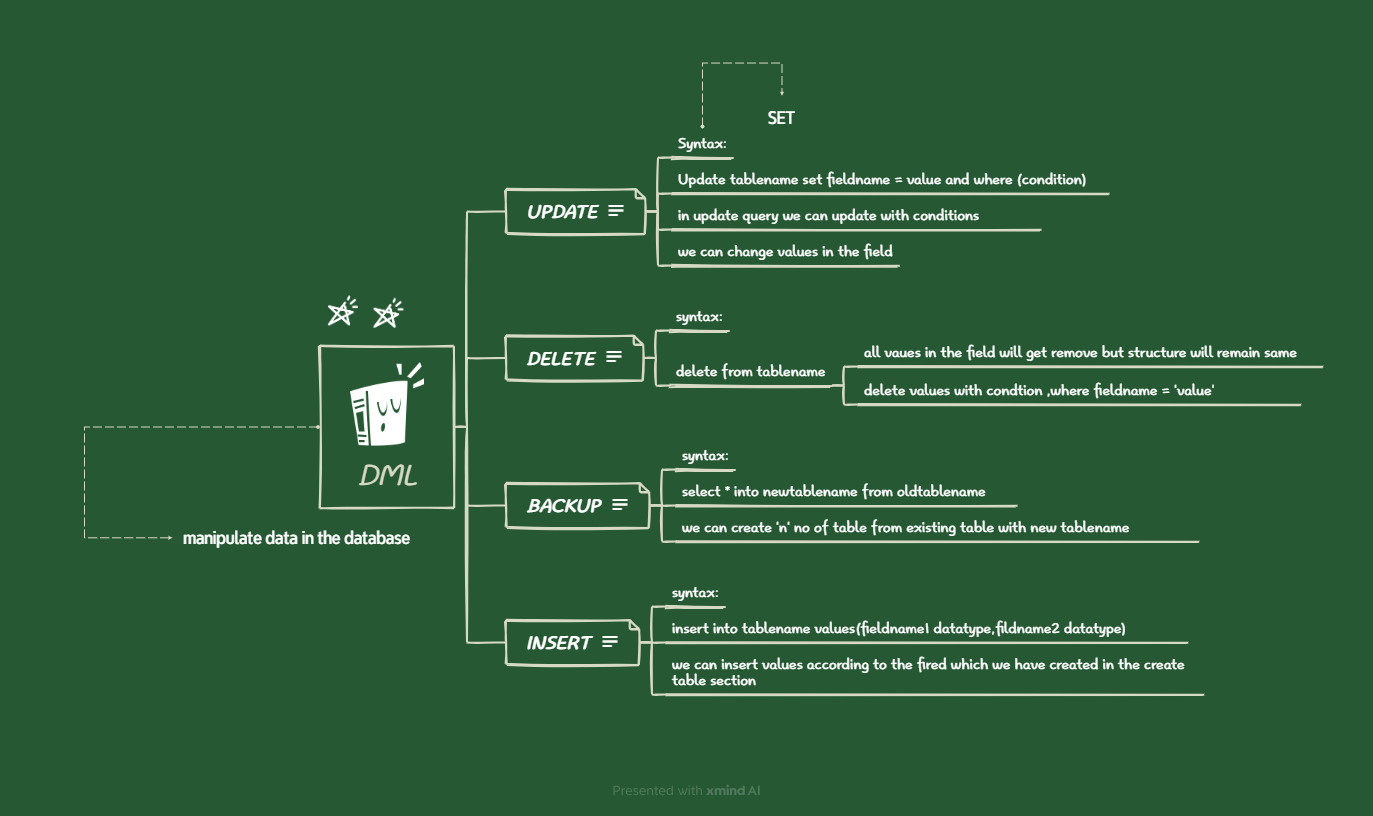 SET
Syntax:
Update tablename set fieldname = value and where (condition)
UPDATE
in update query we can update with conditions
we can change values in the field
syntax:
DELETE
delete from tablename
all vaues in the field will get remove but structure will remain same
delete values with condtion ,where fieldname = 'value'
DML
manipulate data in the database
syntax:
BACKUP
select * into newtablename from oldtablename
we can create 'n' no of table from existing table with new tablename
syntax:
INSERT
insert into tablename values(fieldname1 datatype,fildname2 datatype)
we can insert values according to the fired which we have created in the create
table section
Presented with xmind AI